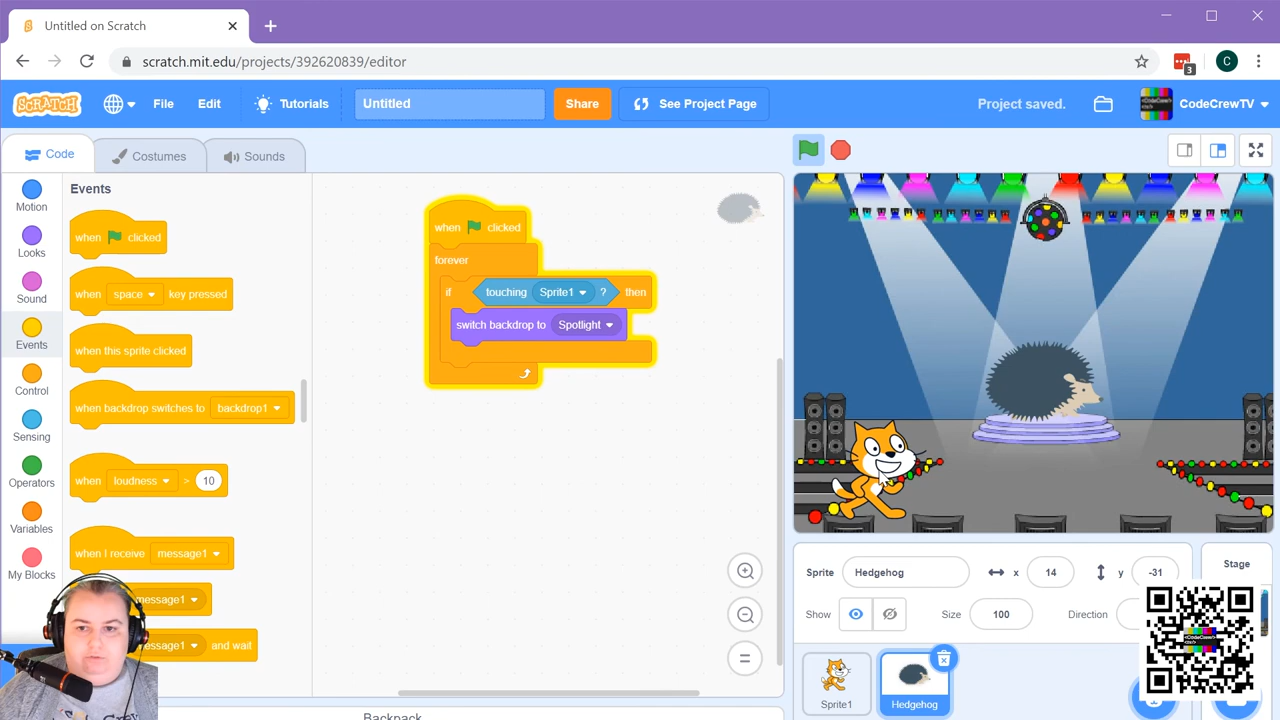 Untitled on Scratch
scratch.mit.edu/projects/392620839/editor
C
3
SCRATCH
File
Edit
Tutorials
Untitled
Share
See Project Page
Project saved.
CodeCrewTV
Code
Costumes
Sounds
Motion
Looks
Sound
Events
Control
Sensing
Operators
Variables
My Blocks
Events
when clicked
when space key pressed
when this sprite clicked
when backdrop switches to backdrop1
when loudness > 10
when I receive message1
message1
message1 and wait
when clicked
forever
if touching Sprite1 ? then
switch backdrop to Spotlight
Sprite Hedgehog x 14 y -31
Show Size 100 Direction
Stage
Sprite1
Hedgehog
Backpack